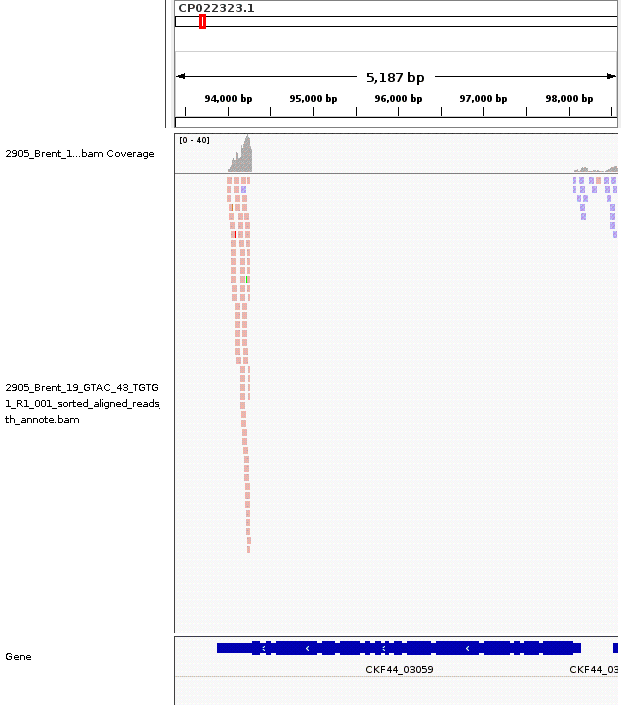 CP022323.1
5,187 bp
94,000 bp 95,000 bp 96,000 bp 97,000 bp 98,000 bp
[0 - 40]
2905_Brent_1...bam Coverage
2905_Brent_19_GTAC_43_TGTG
1_R1_001_sorted_aligned_reads_
th_annote.bam
Gene
CKF44_03059 CKF44_03